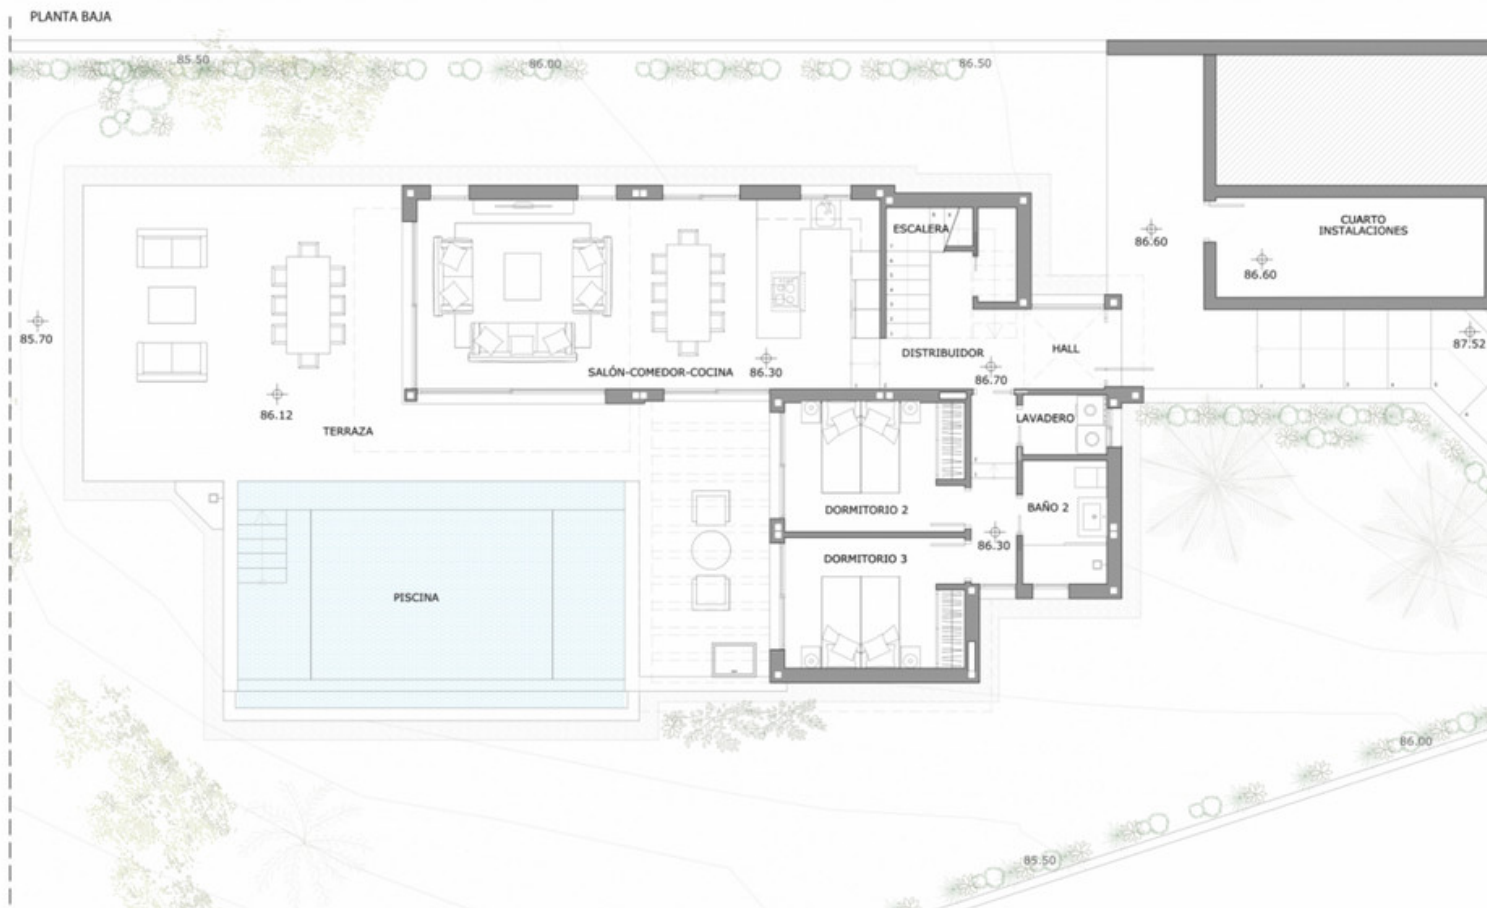 PLANTA BAJA
85.50
86.00
86.50
CUARTO
INSTALACIONES
ESCALERA
86.60
86.60
85.70
87.52
DISTRIBUIDOR
HALL
SALÓN-COMEDOR-COCINA
86.30
86.70
86.12
LAVADERO
TERRAZA
DORMITORIO 2
BAÑO 2
86.30
DORMITORIO 3
PISCINA
86.00
85.50